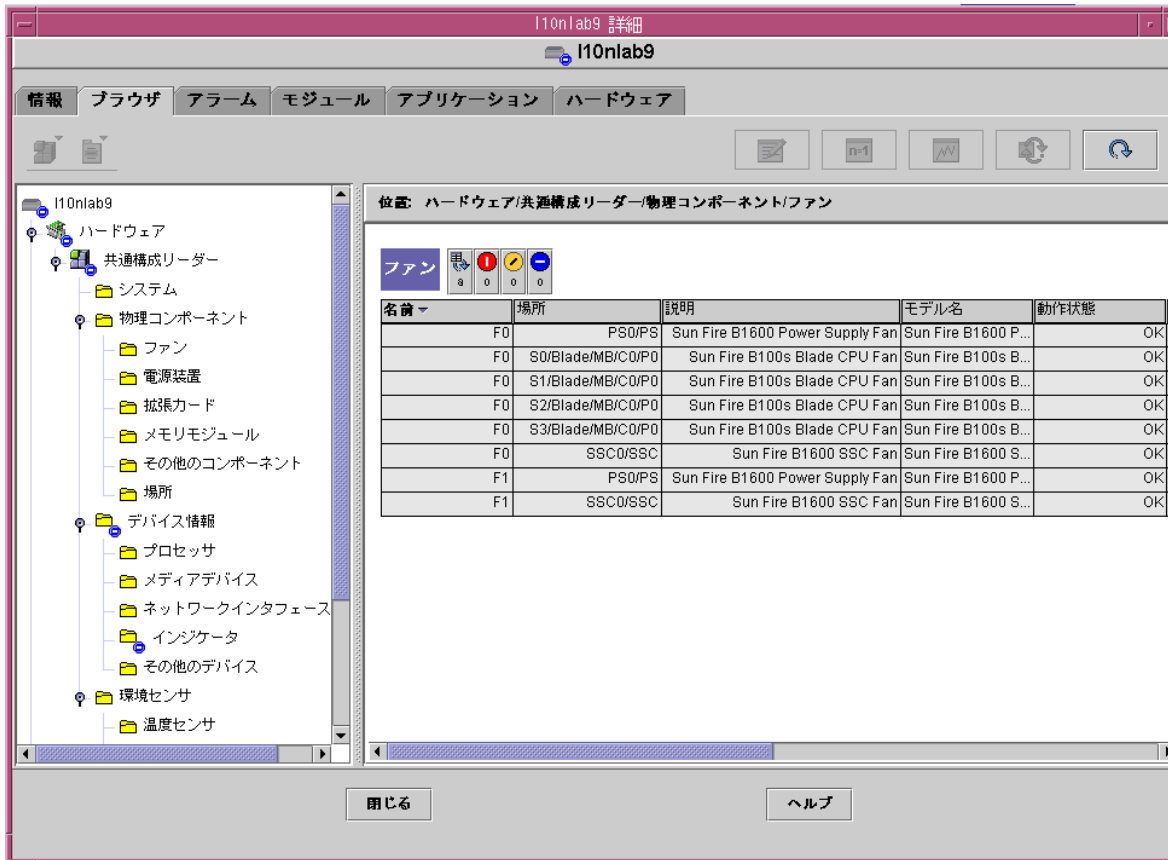 l10nlab9 詳細
l10nlab9
情報 ブラウザ アラーム モジュール アプリケーション ハードウェア
n=1
l10nlab9
ハードウェア
共通構成リーダー
システム
物理コンポーネント
ファン
電源装置
拡張カード
メモリモジュール
その他のコンポーネント
場所
デバイス情報
プロセッサ
メディアデバイス
ネットワークインタフェース
インジケータ
その他のデバイス
環境センサ
温度センサ
位置: ハードウェア/共通構成リーダー/物理コンポーネント/ファン
ファン 8 0 0 0
名前 場所 説明 モデル名 動作状態
F0 PS0/PS Sun Fire B1600 Power Supply Fan Sun Fire B1600 P... OK
F0 S0/Blade/MB/C0/P0 Sun Fire B100s Blade CPU Fan Sun Fire B100s B... OK
F0 S1/Blade/MB/C0/P0 Sun Fire B100s Blade CPU Fan Sun Fire B100s B... OK
F0 S2/Blade/MB/C0/P0 Sun Fire B100s Blade CPU Fan Sun Fire B100s B... OK
F0 S3/Blade/MB/C0/P0 Sun Fire B100s Blade CPU Fan Sun Fire B100s B... OK
F0 SSC0/SSC Sun Fire B1600 SSC Fan Sun Fire B1600 S... OK
F1 PS0/PS Sun Fire B1600 Power Supply Fan Sun Fire B1600 P... OK
F1 SSC0/SSC Sun Fire B1600 SSC Fan Sun Fire B1600 S... OK
閉じる ヘルプ